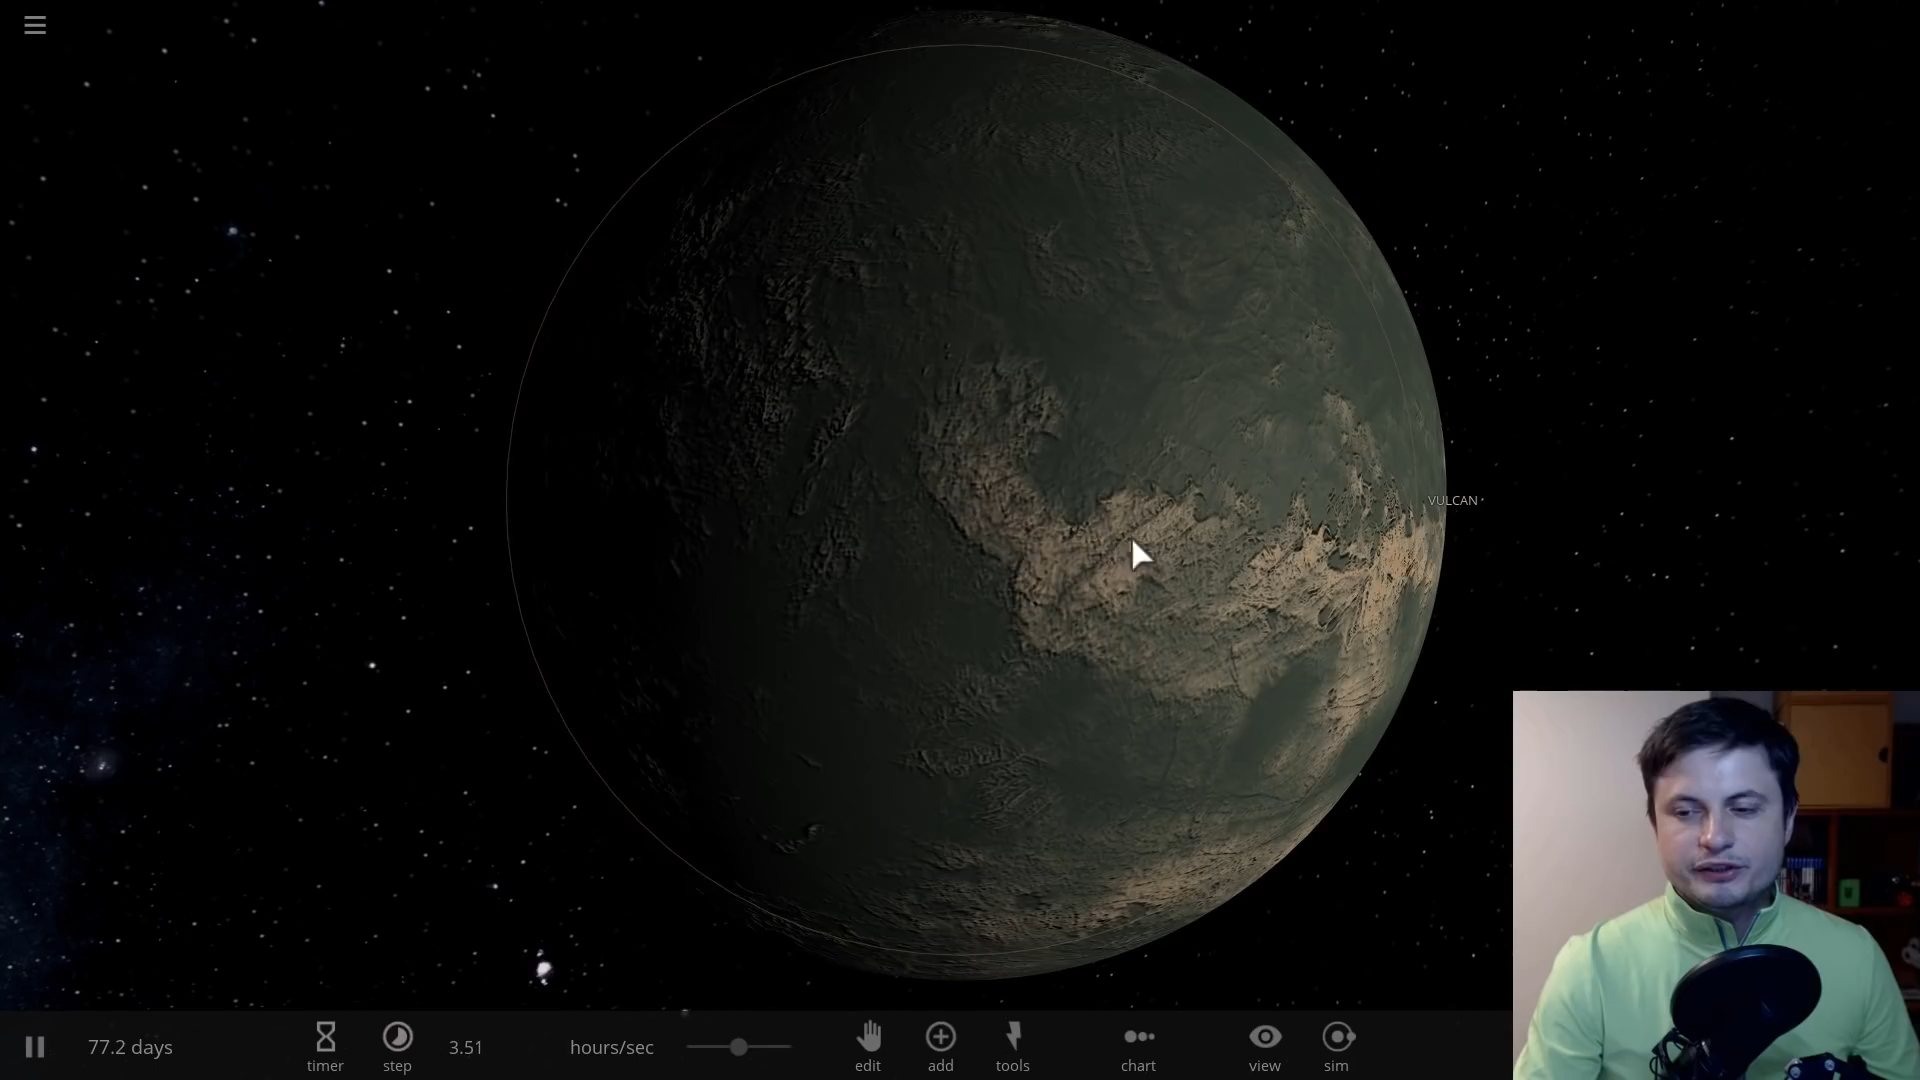 VULCAN
77.2 days
timer
step
3.51
hours/sec
edit
add
tools
chart
view
sim